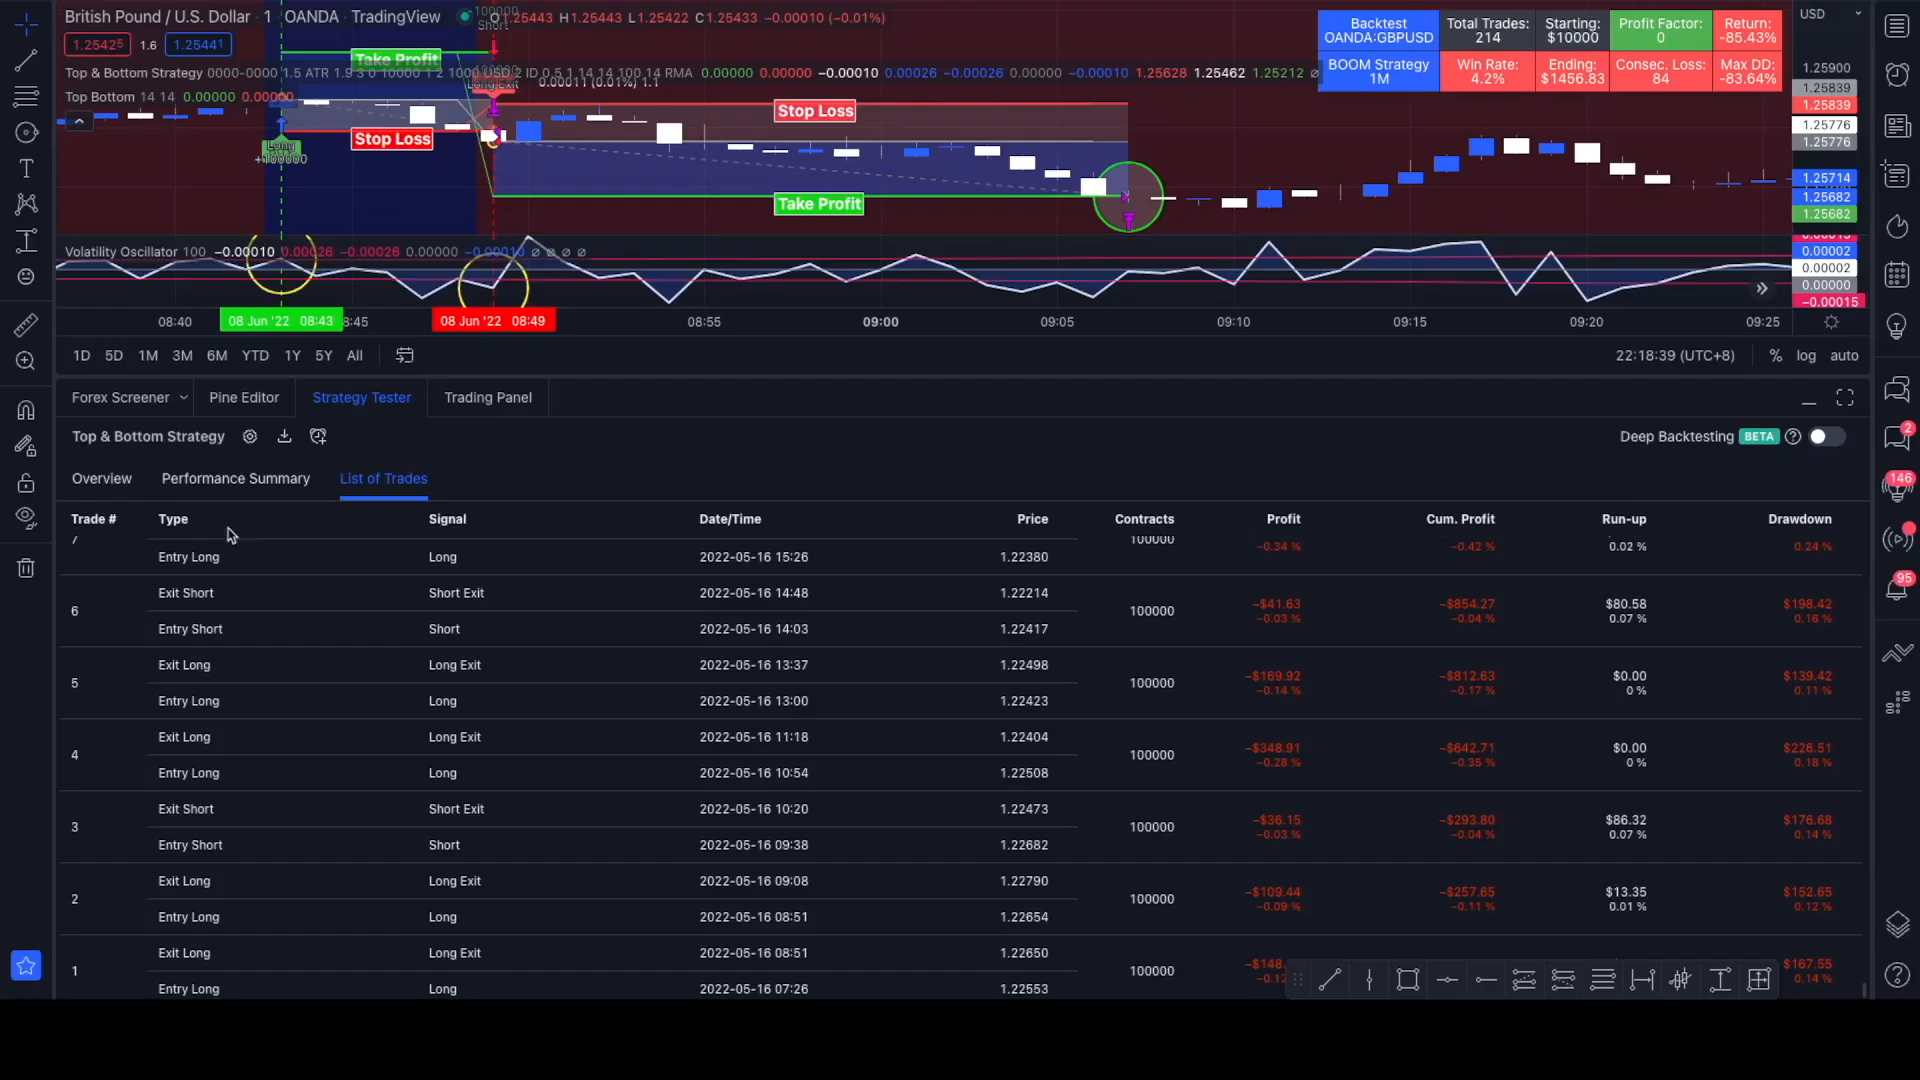 British Pound / U.S. Dollar · 1 · OANDA · TradingView O1.25443 H1.25443 L1.25422 C1.25433 −0.00010 (−0.01%)
Short
1.25425 1.6 1.25441
Take Profit
Top & Bottom Strategy 0000-0000 1.5 ATR 1.9 3 0 10000 1 2 1000 USD 2 ID 0.5 1 14 14 100 14 RMA 0.00000 0.00000 −0.00010 0.00026 −0.00026 0.00000 −0.00010 1.25628 1.25462 1.25212 ∅
Long Exit 0.00011 (0.01%) 1.1
Top Bottom 14 14 0.00000 0.00000
Stop Loss
Stop Loss
Long
+100000
Take Profit
Backtest
OANDA:GBPUSD
Total Trades:
214
Starting:
$10000
Profit Factor:
0
Return:
-85.43%
BOOM Strategy
1M
Win Rate:
4.2%
Ending:
$1456.83
Consec. Loss:
84
Max DD:
-83.64%
USD
1.25900
1.25839
1.25839
1.25776
1.25776
1.25714
1.25682
1.25682
Volatility Oscillator 100 −0.00010 0.00026 −0.00026 0.00000 −0.00010 ∅ ∅ ∅ ∅
0.00002
0.00002
0.00000
−0.00015
08:40 08 Jun '22 08:43 8:45 08 Jun '22 08:49 08:55 09:00 09:05 09:10 09:15 09:20 09:25
1D 5D 1M 3M 6M YTD 1Y 5Y All 22:18:39 (UTC+8) % log auto
Forex Screener Pine Editor Strategy Tester Trading Panel
Top & Bottom Strategy Deep Backtesting BETA
Overview Performance Summary List of Trades
Trade # Type Signal Date/Time Price Contracts Profit Cum. Profit Run-up Drawdown
7 100000 −0.34 % −0.42 % 0.02 % 0.24 %
Entry Long Long 2022-05-16 15:26 1.22380
Exit Short Short Exit 2022-05-16 14:48 1.22214
6 100000 −$41.63 −$854.27 $80.58 $198.42
−0.03 % −0.04 % 0.07 % 0.16 %
Entry Short Short 2022-05-16 14:03 1.22417
Exit Long Long Exit 2022-05-16 13:37 1.22498
5 100000 −$169.92 −$812.63 $0.00 $139.42
−0.14 % −0.17 % 0 % 0.11 %
Entry Long Long 2022-05-16 13:00 1.22423
Exit Long Long Exit 2022-05-16 11:18 1.22404
4 100000 −$348.91 −$642.71 $0.00 $226.51
−0.28 % −0.35 % 0 % 0.18 %
Entry Long Long 2022-05-16 10:54 1.22508
Exit Short Short Exit 2022-05-16 10:20 1.22473
3 100000 −$36.15 −$293.80 $86.32 $176.68
−0.03 % −0.04 % 0.07 % 0.14 %
Entry Short Short 2022-05-16 09:38 1.22682
Exit Long Long Exit 2022-05-16 09:08 1.22790
2 100000 −$109.44 −$257.65 $13.35 $152.65
−0.09 % −0.11 % 0.01 % 0.12 %
Entry Long Long 2022-05-16 08:51 1.22654
Exit Long Long Exit 2022-05-16 08:51 1.22650
1 100000 −$148. $167.55
−0.12 0.14 %
Entry Long Long 2022-05-16 07:26 1.22553
2
146
95